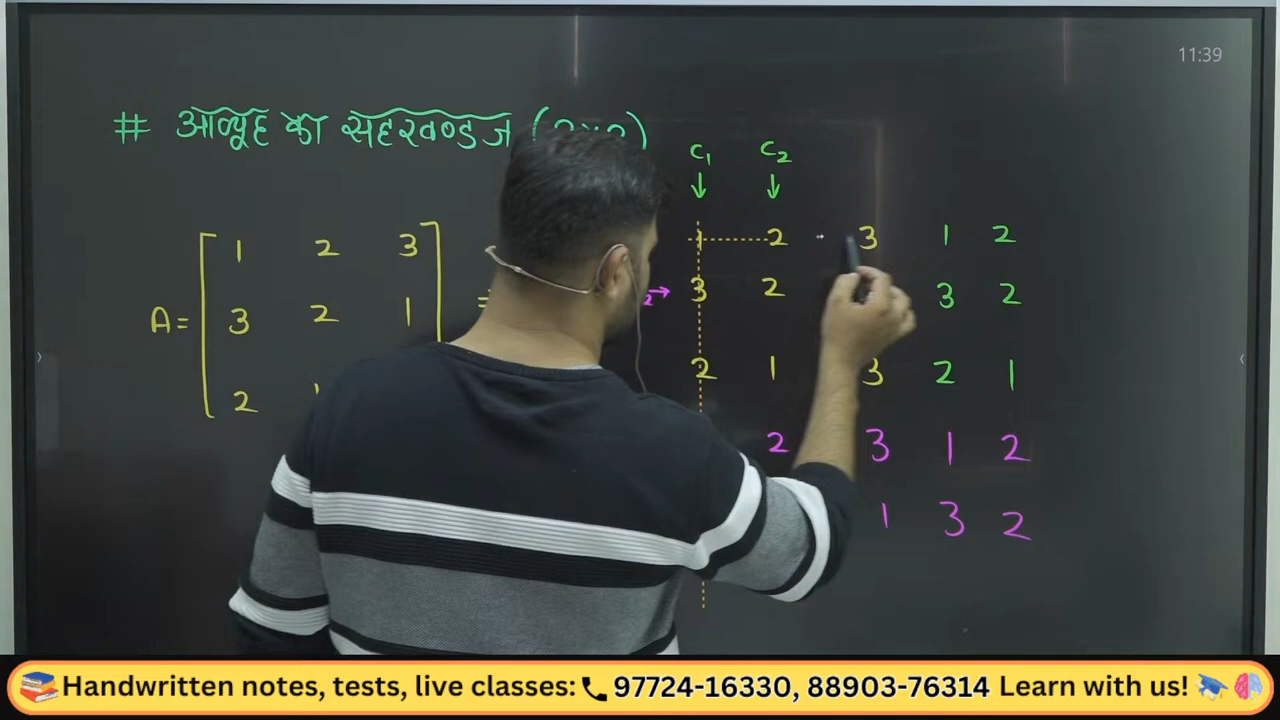 11:39
# आव्यूह का सहखण्डज (
C₁ C₂
↓ ↓
1 2 3 1 2
1 2 3
3 2 3 2
A = 3 2 1 =
2 1 3 2 1
2
2 3 1 2
1 3 2
Handwritten notes, tests, live classes: 97724-16330, 88903-76314 Learn with us!